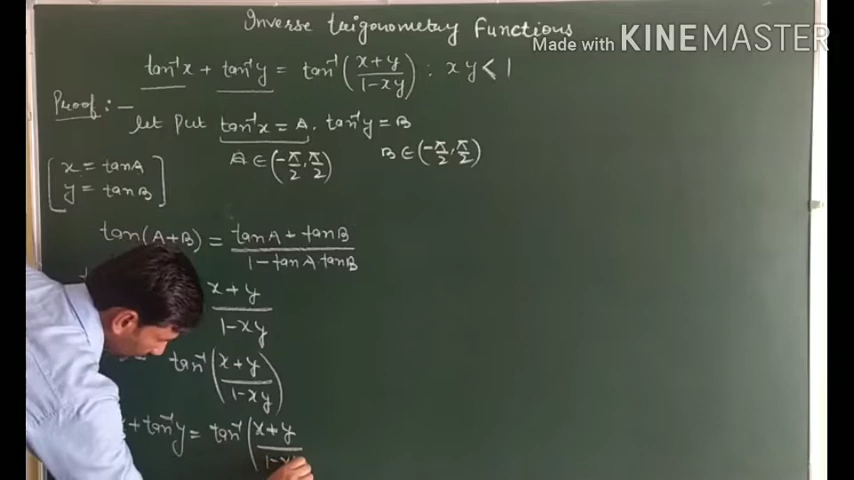 Inverse trigonometry Functions
Made with KINEMASTER
tan⁻¹x + tan⁻¹y = tan⁻¹(x+y/1-xy) : xy < 1
Proof :-
let Put tan⁻¹x = A, tan⁻¹y = B
A ∈ (-π/2, π/2) B ∈ (-π/2, π/2)
[x = tanA
y = tanB]
tan(A+B) = tanA + tanB / 1 - tanA tanB
x+y / 1-xy
tan⁻¹(x+y / 1-xy)
+ tan⁻¹y = tan⁻¹(x+y / 1-x